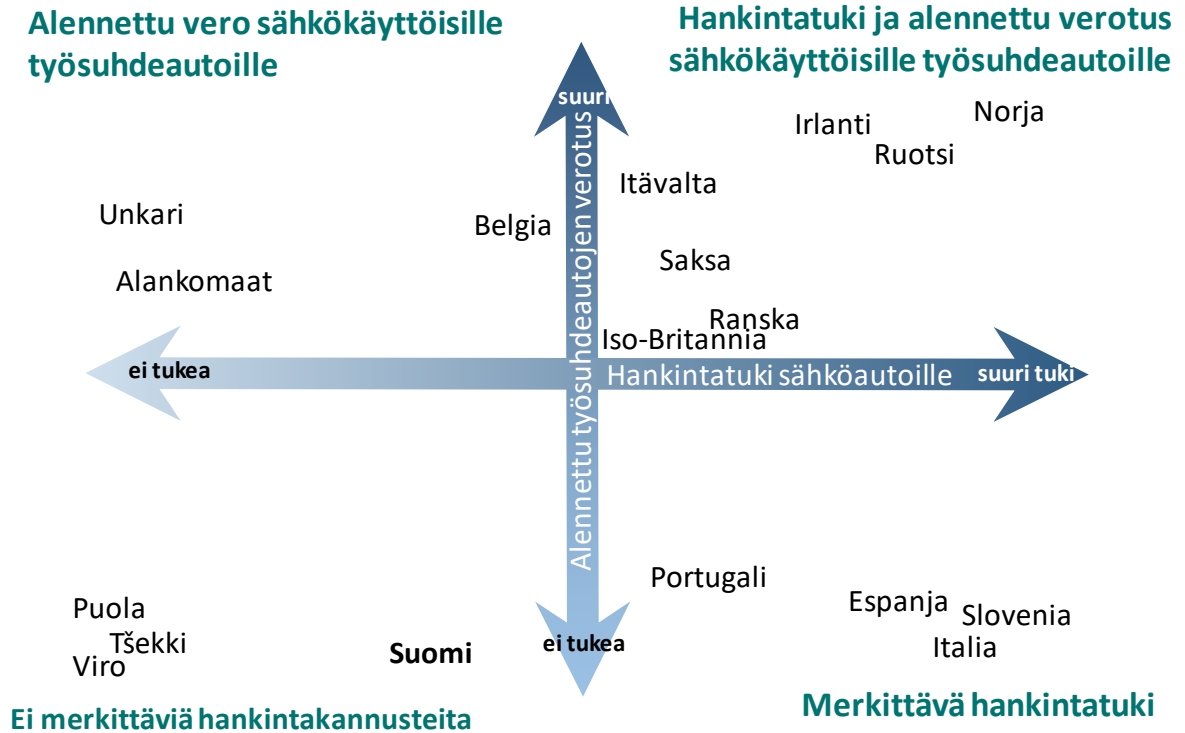 Alennettu vero sähkökäyttöisille
työsuhdeautoille
Hankintatuki ja alennettu verotus
sähkökäyttöisille työsuhdeautoille
suuri
Alennettu työsuhdeautojen verotus
ei tukea
Norja
Irlanti
Ruotsi
Itävalta
Unkari
Belgia
Saksa
Alankomaat
Ranska
Iso-Britannia
ei tukea
Hankintatuki sähköautoille
suuri tuki
Portugali
Espanja
Slovenia
Italia
Puola
Tšekki
Viro
Suomi
Ei merkittäviä hankintakannusteita
Merkittävä hankintatuki